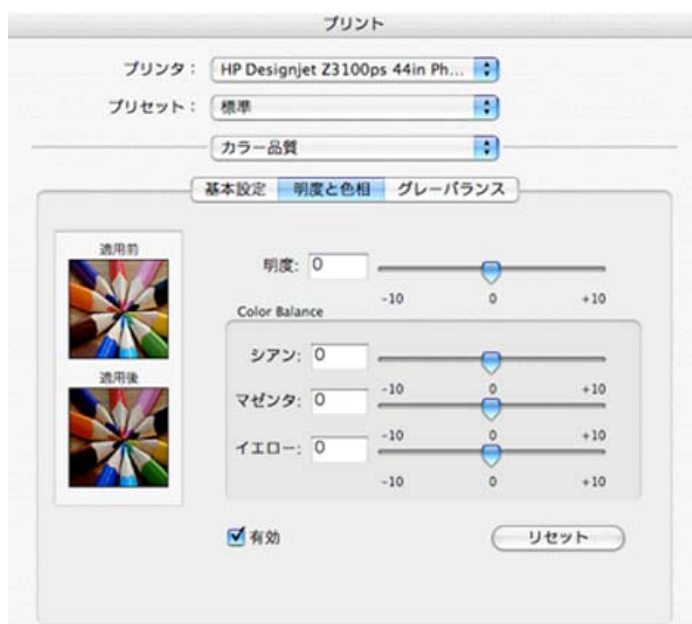 プリント
プリンタ： HP Designjet Z3100ps 44in Ph...
プリセット： 標準
カラー品質
基本設定 明度と色相 グレーバランス
適用前
明度: 0
-10 0 +10
Color Balance
シアン: 0
-10 0 +10
適用後
マゼンタ: 0
-10 0 +10
イエロー: 0
-10 0 +10
有効 リセット